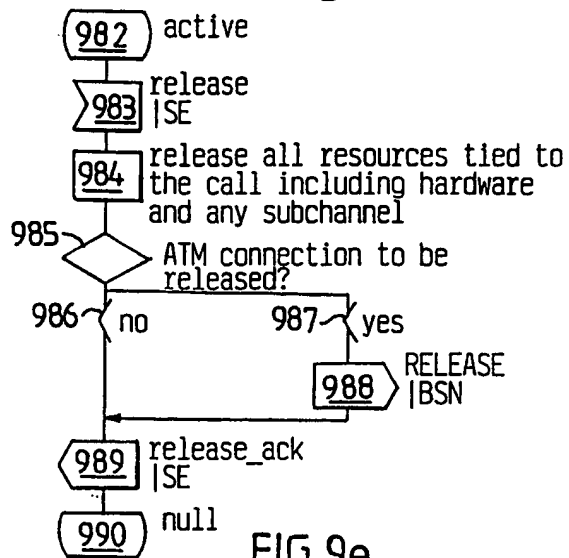 982 active
983 release
|SE
984 release all resources tied to
the call including hardware
and any subchannel
985 ATM connection to be
released?
986 no 987 yes
988 RELEASE
|BSN
989 release_ack
|SE
990 null
FIG.9e